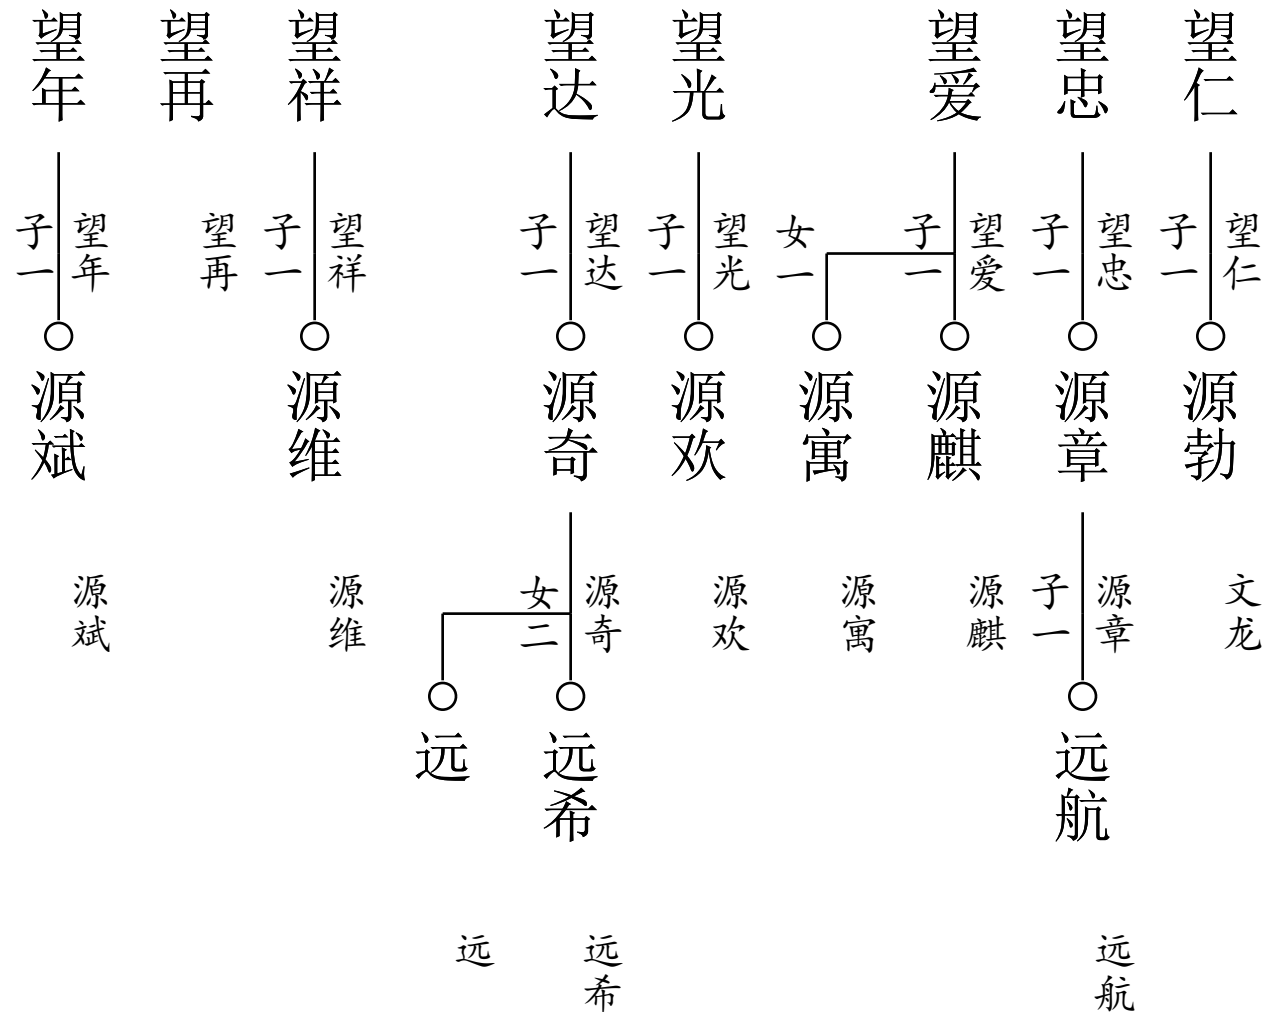 望仁
望忠
望爱
望光
望达
望祥
望再
望年
望仁
子一
望忠
子一
望爱
子一
女一
望光
子一
望达
子一
望祥
子一
望再
望年
子一
源勃
源章
源麒
源寓
源欢
源奇
源维
源斌
文龙
源章
子一
源麒
源寓
源欢
源奇
女二
源维
源斌
远航
远希
远
远航
远希
远